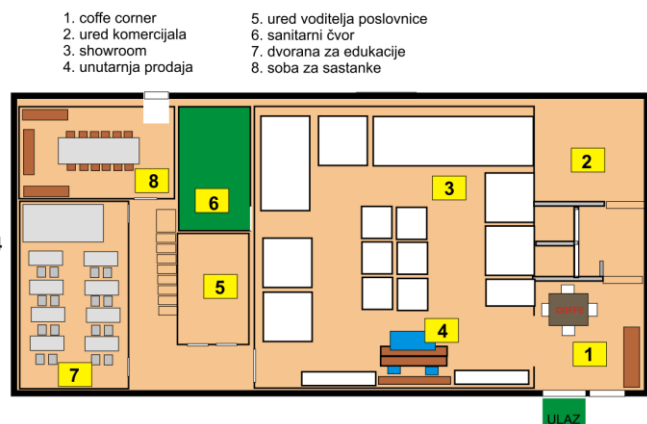 1. coffe corner
2. ured komercijala
3. showroom
4. unutarnja prodaja
5. ured voditelja poslovnice
6. sanitarni čvor
7. dvorana za edukacije
8. soba za sastanke
2
8
3
6
5
COFFE
4
1
7
ULAZ